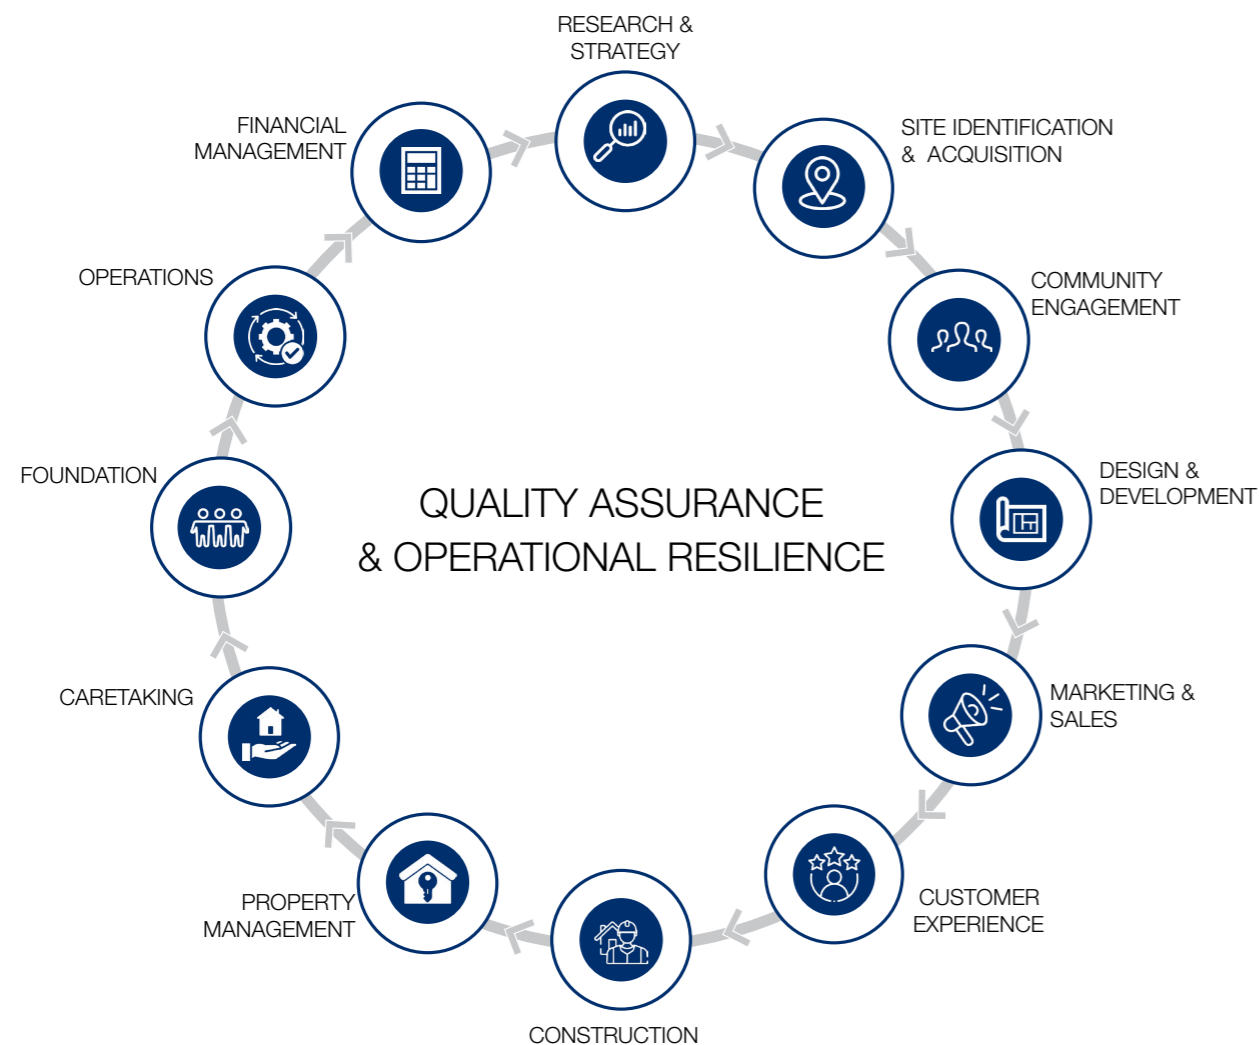 RESEARCH &
STRATEGY
SITE IDENTIFICATION
& ACQUISITION
COMMUNITY
ENGAGEMENT
DESIGN &
DEVELOPMENT
MARKETING &
SALES
CUSTOMER
EXPERIENCE
CONSTRUCTION
PROPERTY
MANAGEMENT
CARETAKING
FOUNDATION
OPERATIONS
FINANCIAL
MANAGEMENT
QUALITY ASSURANCE
& OPERATIONAL RESILIENCE